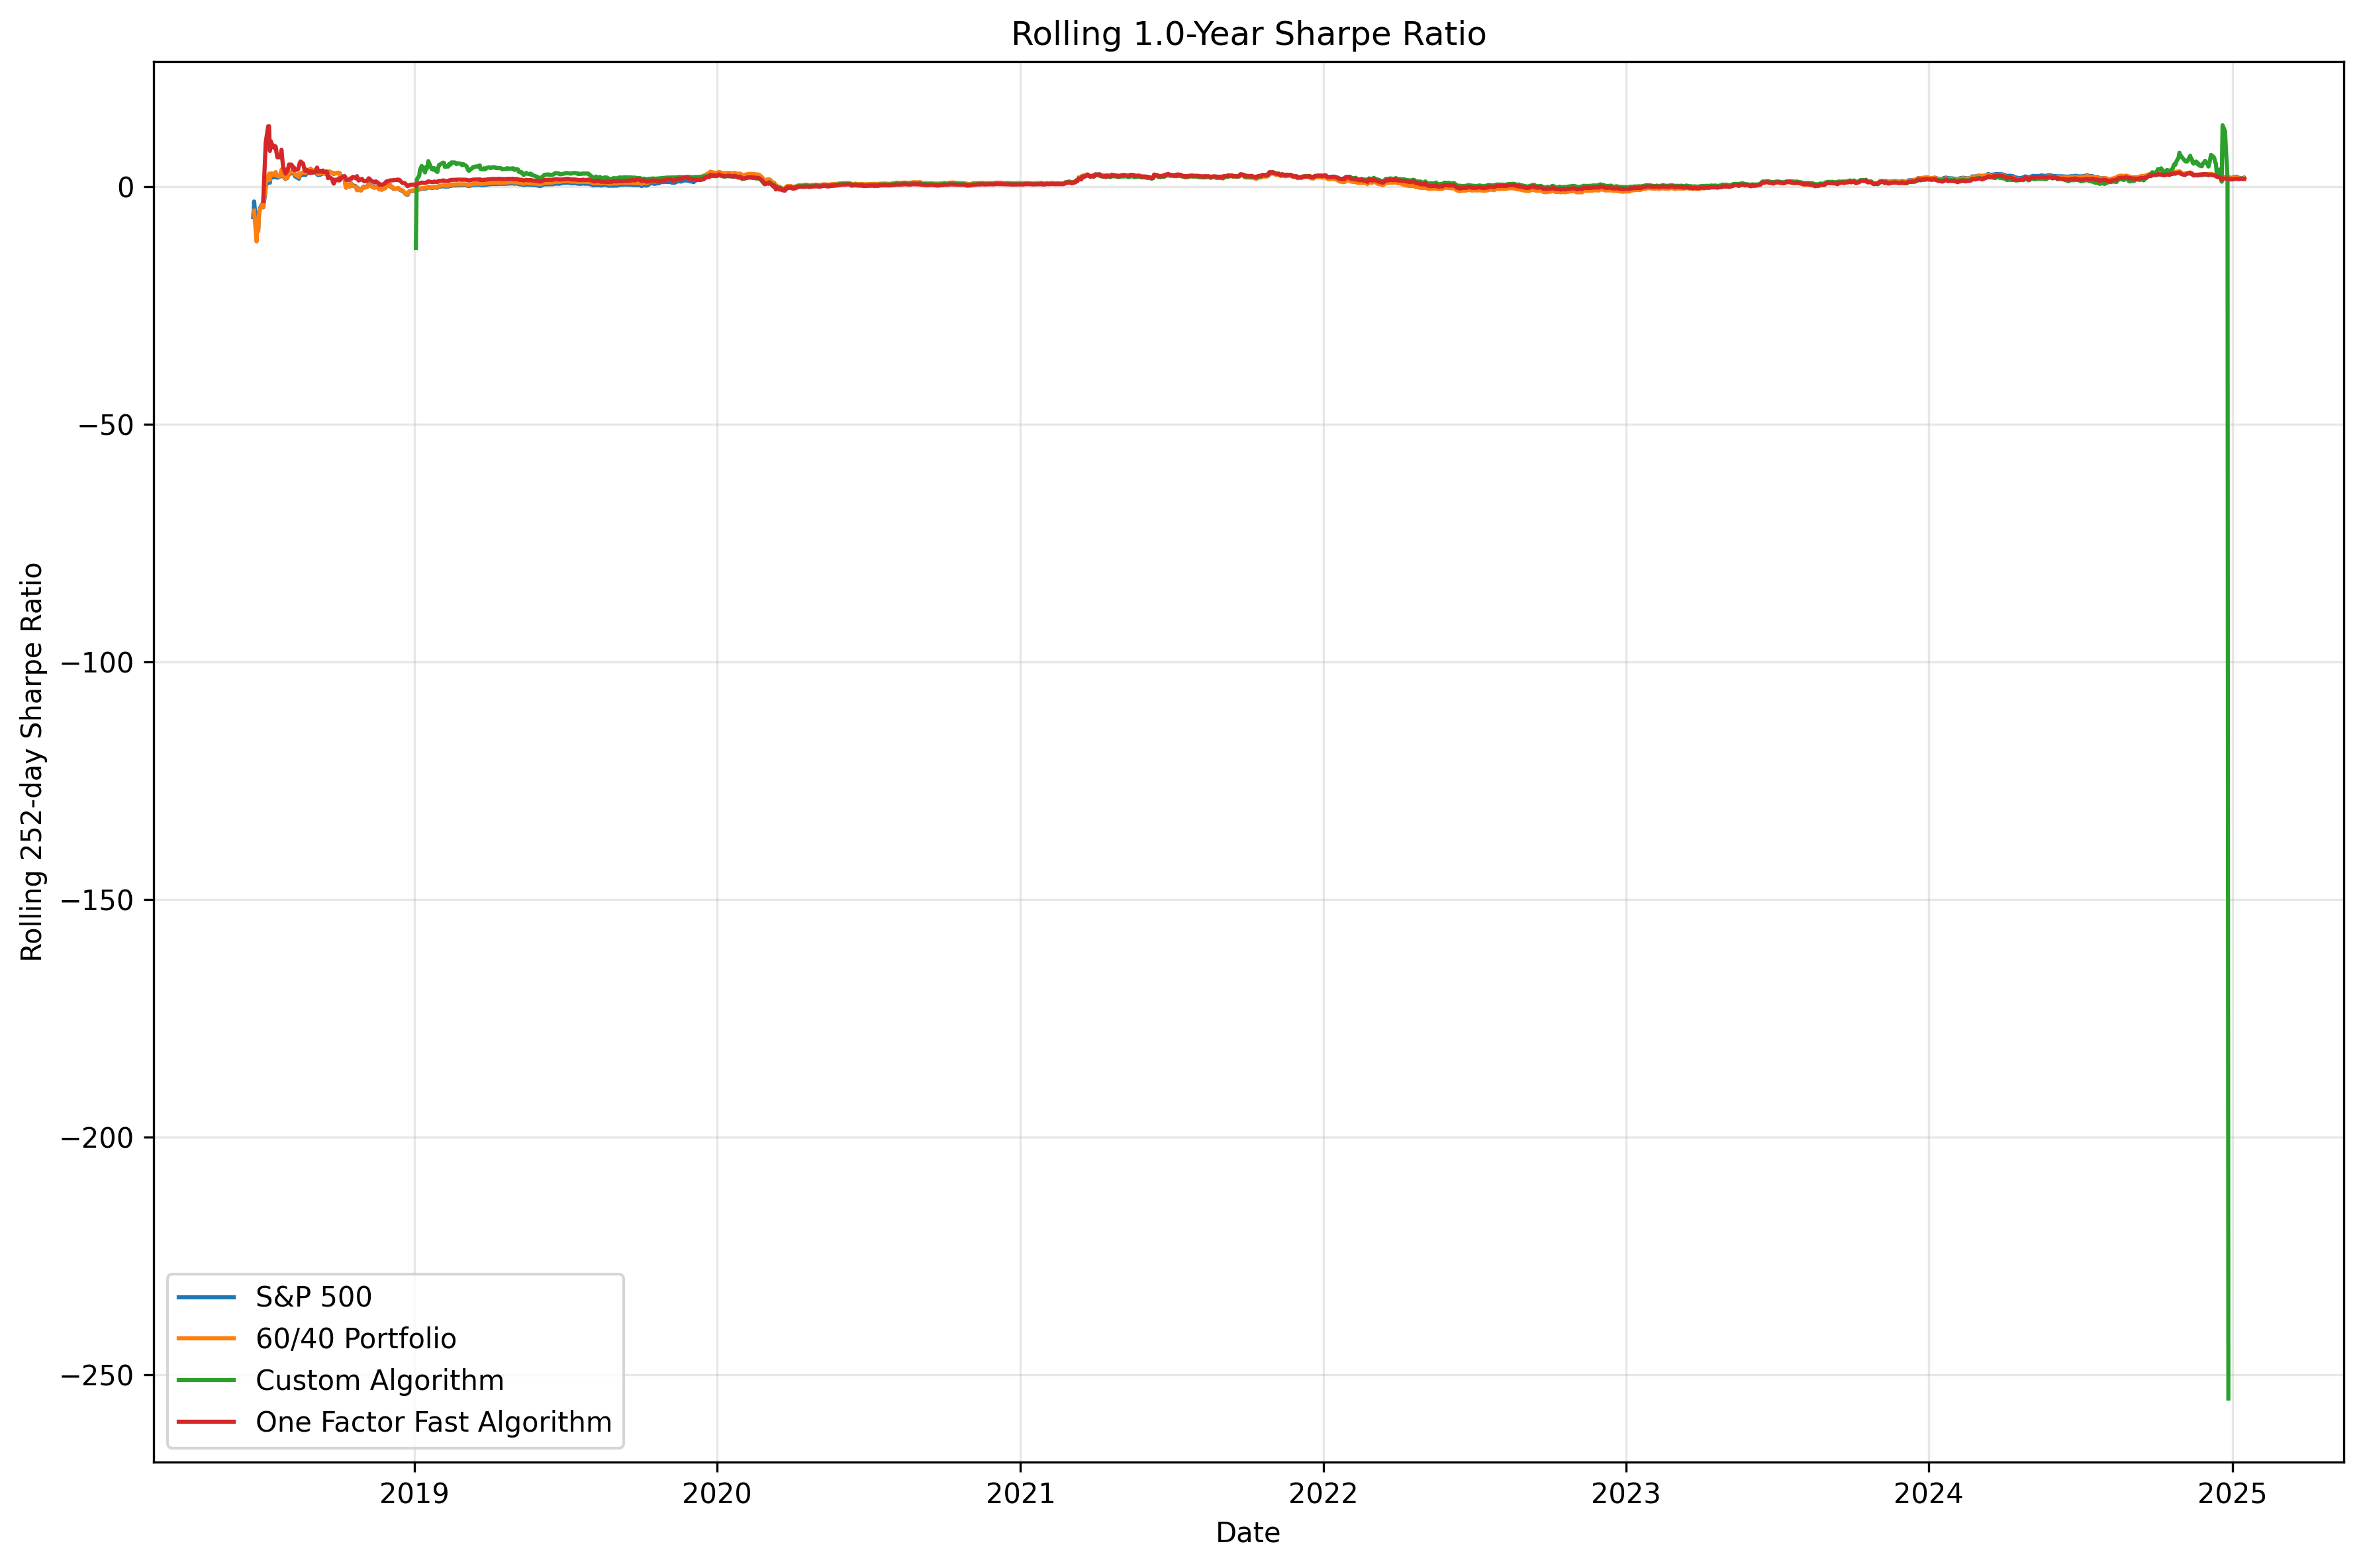 Rolling 1.0-Year Sharpe Ratio
Rolling 252-day Sharpe Ratio
0
−50
−100
−150
−200
−250
S&P 500
60/40 Portfolio
Custom Algorithm
One Factor Fast Algorithm
2019
2020
2021
2022
2023
2024
2025
Date